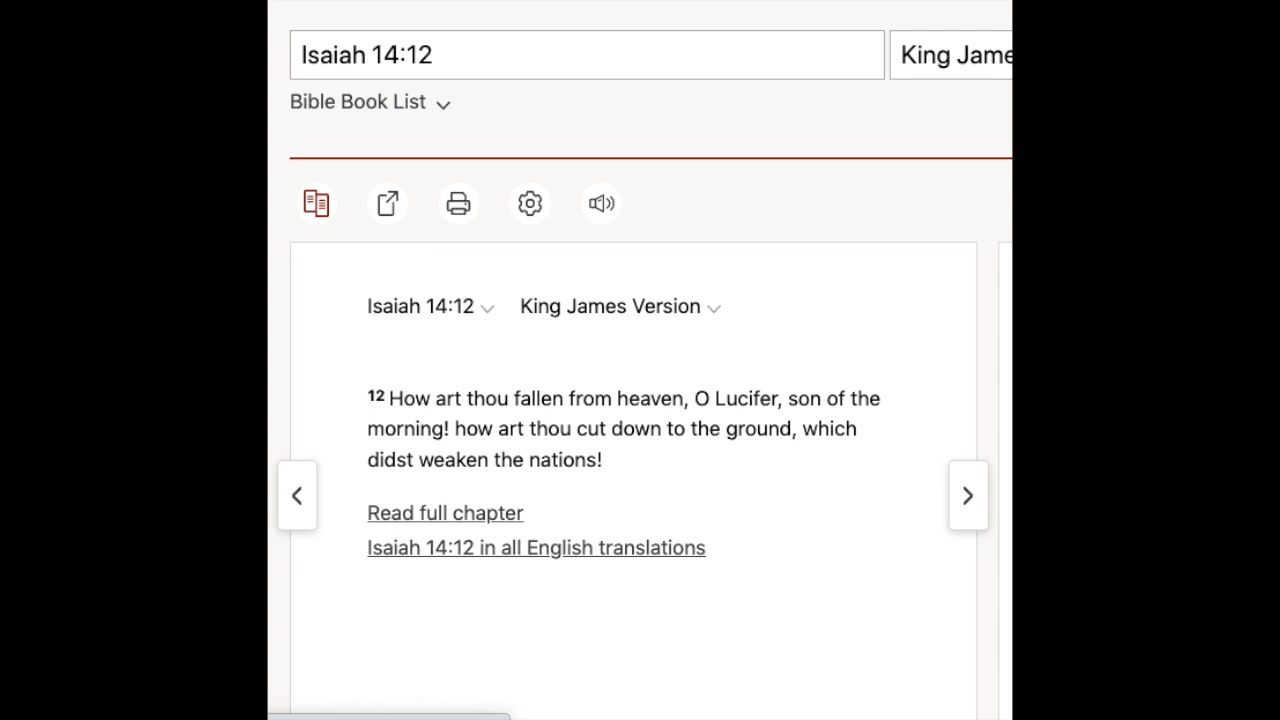 Isaiah 14:12
King Jame
Bible Book List
Isaiah 14:12 King James Version
12 How art thou fallen from heaven, O Lucifer, son of the
morning! how art thou cut down to the ground, which
didst weaken the nations!
Read full chapter
Isaiah 14:12 in all English translations